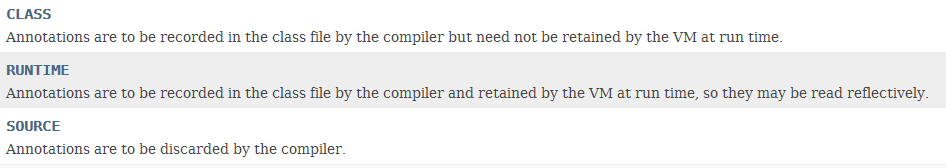 CLASS
Annotations are to be recorded in the class file by the compiler but need not be retained by the VM at run time.
RUNTIME
Annotations are to be recorded in the class file by the compiler and retained by the VM at run time, so they may be read reflectively.
SOURCE
Annotations are to be discarded by the compiler.